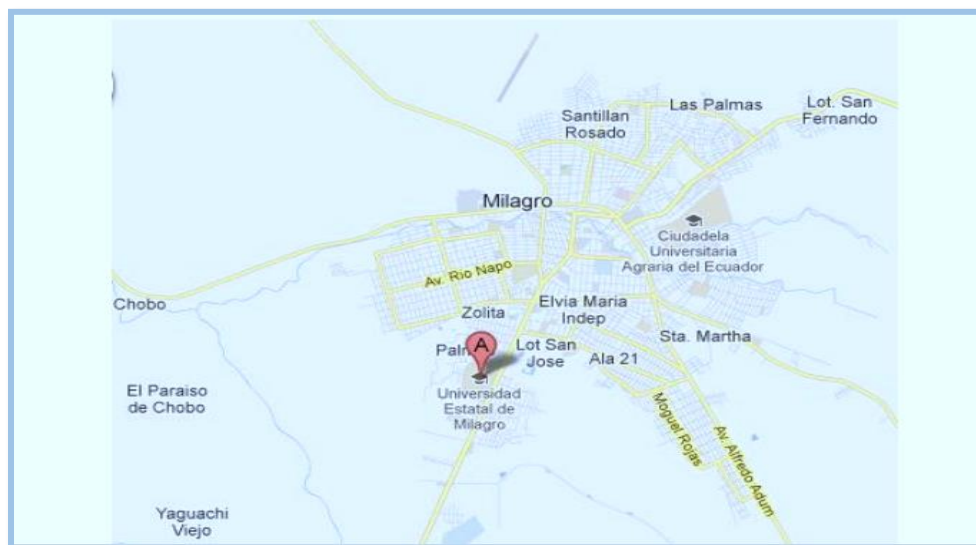 Las Palmas
Lot. San
Fernando
Santillan
Rosado
Milagro
Ciudadela
Universitaria
Agraria del Ecuador
Av. Rio Napo
Chobo
Zolita
Elvia Maria
Indep
Sta. Martha
A
Lot San
Jose
Ala 21
El Paraiso
de Chobo
Universidad
Estatal de
Milagro
Moguel Rojas
Av. Alfredo Adum
Yaguachi
Viejo